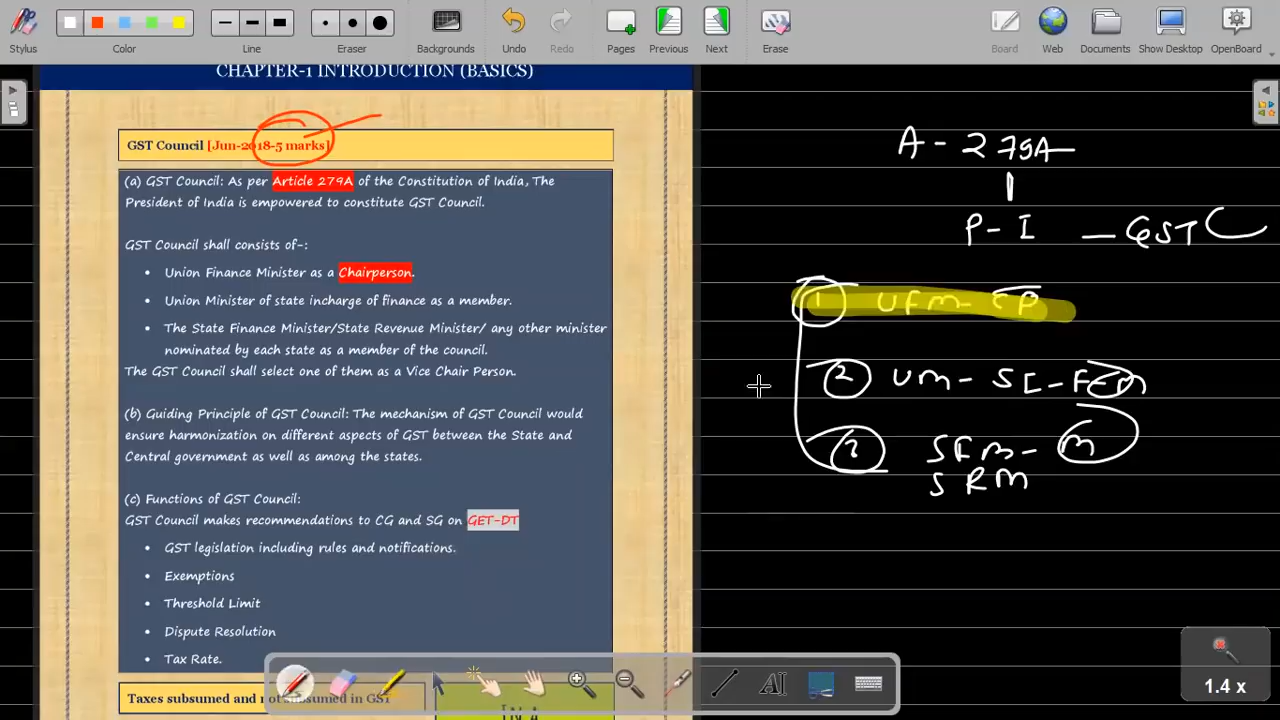 Stylus
Color
Line
Eraser
Backgrounds
Undo
Redo
Pages
Previous
Next
Erase
Board
Web
Documents
Show Desktop
OpenBoard
CHAPTER-1 INTRODUCTION (BASICS)
GST Council [Jun-2018-5 marks]
(a) GST Council: As per Article 279A of the Constitution of India, The
President of India is empowered to constitute GST Council.
GST Council shall consists of-:
• Union Finance Minister as a Chairperson.
• Union Minister of state incharge of finance as a member.
• The State Finance Minister/State Revenue Minister/ any other minister
nominated by each state as a member of the council.
The GST Council shall select one of them as a Vice Chair Person.
(b) Guiding Principle of GST Council: The mechanism of GST Council would
ensure harmonization on different aspects of GST between the State and
Central government as well as among the states.
(c) Functions of GST Council:
GST Council makes recommendations to CG and SG on GET-DT
• GST legislation including rules and notifications.
• Exemptions
• Threshold Limit
• Dispute Resolution
• Tax Rate.
Taxes subsumed and not subsumed in GST
IN A
A - 279A
P - I - GST C
1 UFM - CP
2 UM - SI -
SFM - M
SRM
1.4 x